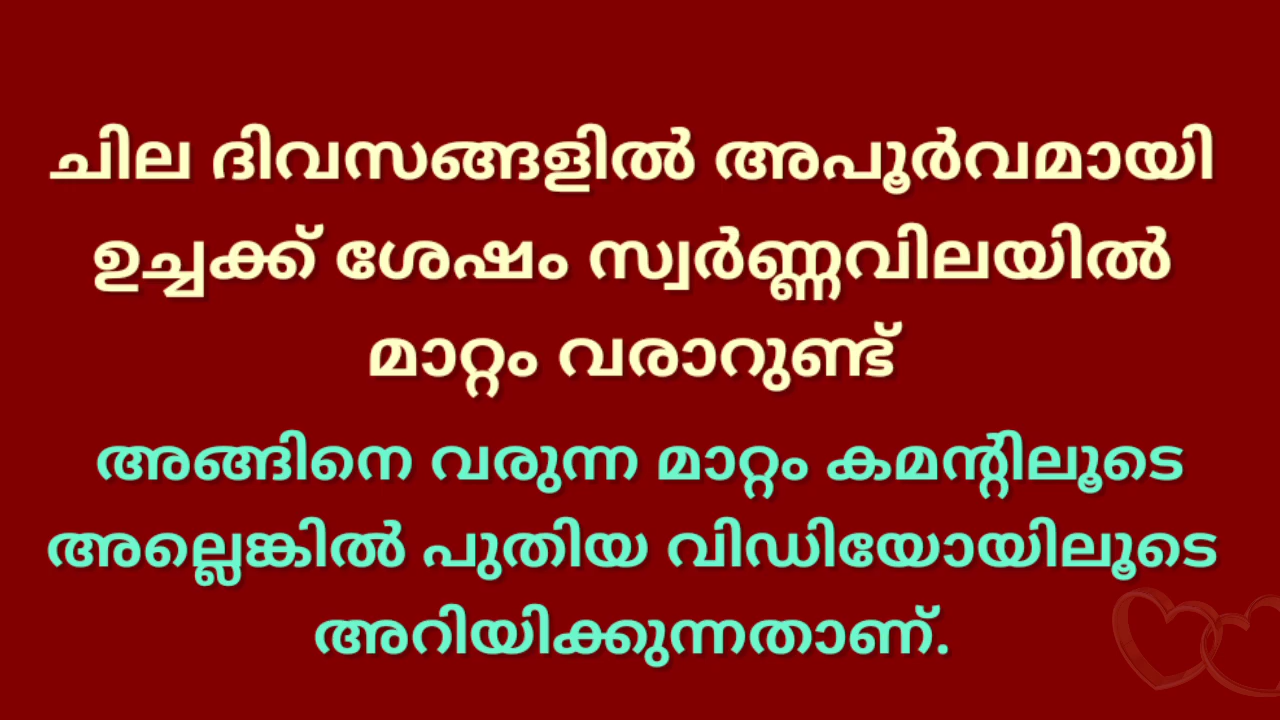 ചില ദിവസങ്ങളിൽ അപൂർവമായി
ഉച്ചക്ക് ശേഷം സ്വർണ്ണവിലയിൽ
മാറ്റം വരാറുണ്ട്
അങ്ങിനെ വരുന്ന മാറ്റം കമന്റിലൂടെ
അല്ലെങ്കിൽ പുതിയ വിഡിയോയിലൂടെ
അറിയിക്കുന്നതാണ്.